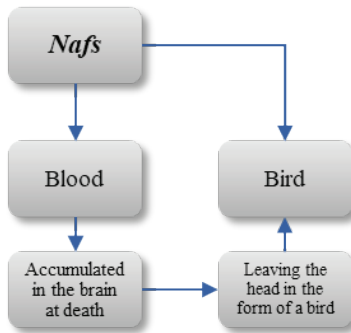 Nafs
Blood
Bird
Accumulated
in the brain
at death
Leaving the
head in the
form of a bird